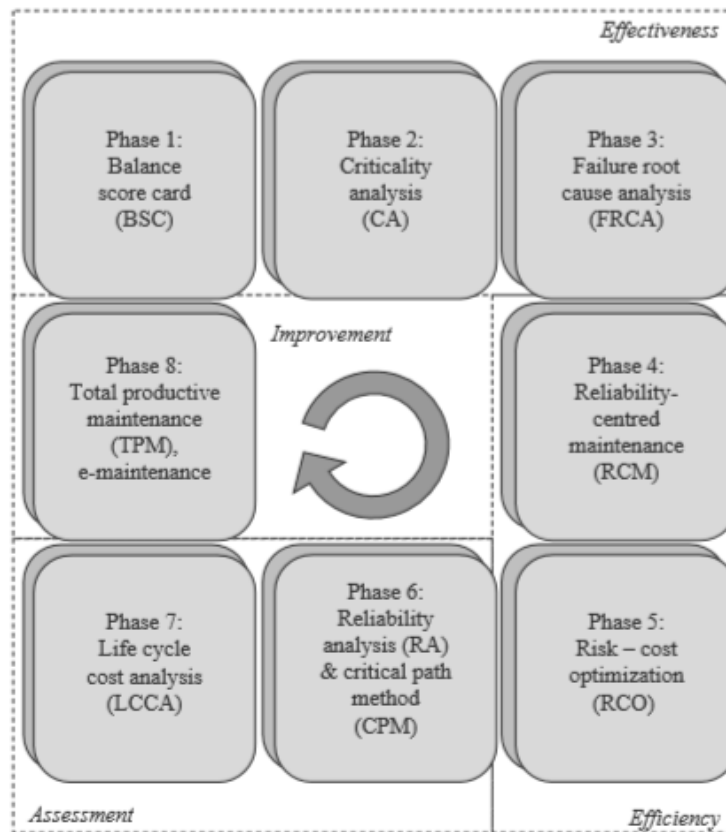 Effectiveness
Phase 1:
Balance
score card
(BSC)
Phase 2:
Criticality
analysis
(CA)
Phase 3:
Failure root
cause analysis
(FRCA)
Phase 8:
Total productive
maintenance
(TPM),
e-maintenance
Improvement
Phase 4:
Reliability-
centred
maintenance
(RCM)
Phase 7:
Life cycle
cost analysis
(LCCA)
Phase 6:
Reliability
analysis (RA)
& critical path
method
(CPM)
Phase 5:
Risk – cost
optimization
(RCO)
Assessment
Efficiency